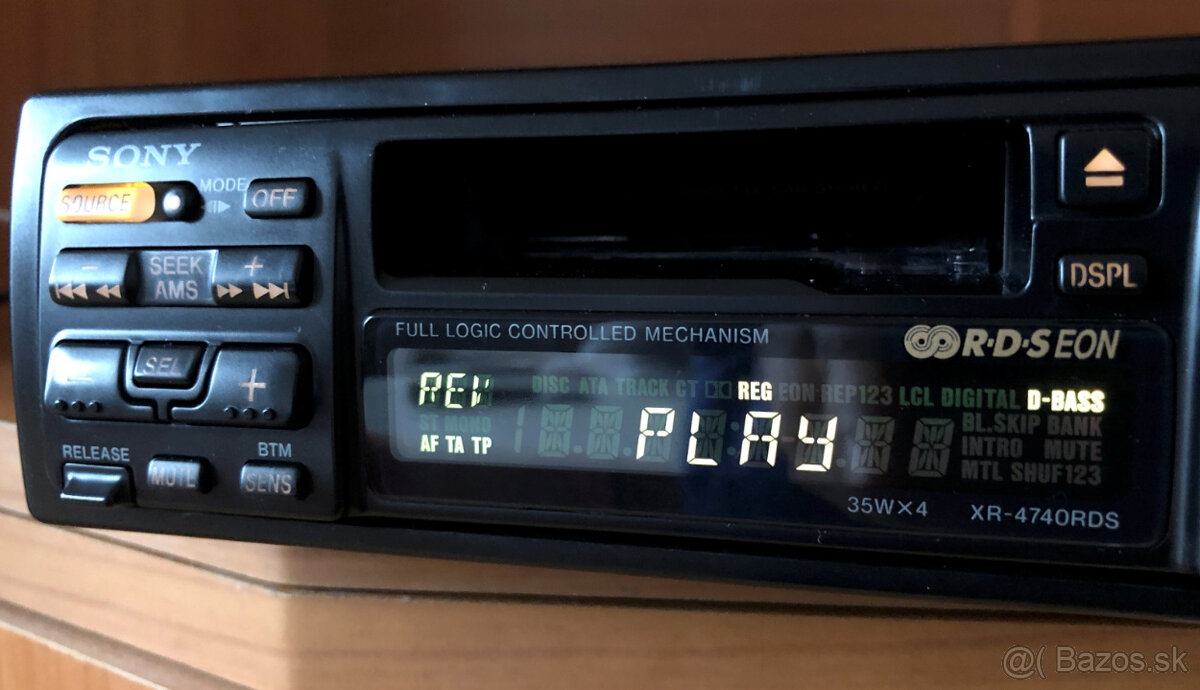 SONY
SOURCE
MODE
OFF
SEEK
AMS
SEL
RELEASE
MUTE
BTM
SENS
DSPL
FULL LOGIC CONTROLLED MECHANISM
R·D·S EON
REV DISC ATA TRACK CT REG EON REP123 LCL DIGITAL D-BASS
ST MONO BL.SKIP BANK
AF TA TP PLAY INTRO MUTE
MTL SHUF123
35W×4 XR-4740RDS
@( Bazos.sk